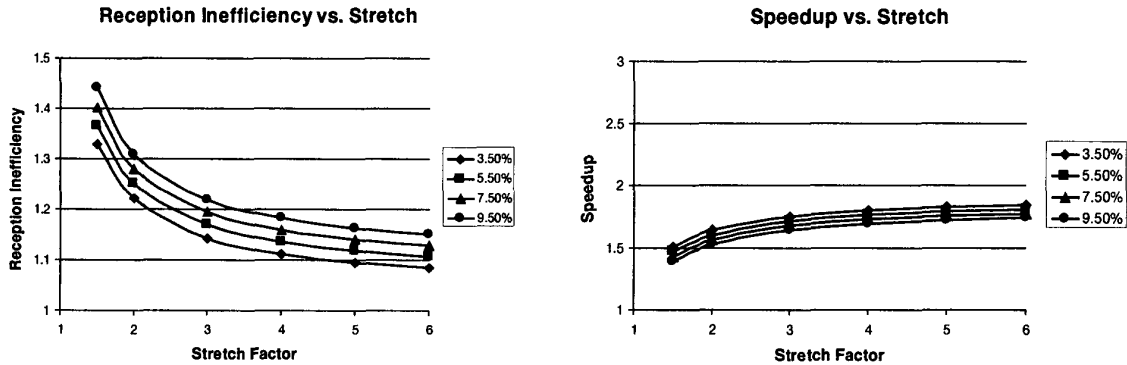 Reception Inefficiency vs. Stretch
Reception Inefficiency
1.5
1.4
1.3
1.2
1.1
1
1 2 3 4 5 6
Stretch Factor
3.50%
5.50%
7.50%
9.50%
Speedup vs. Stretch
Speedup
3
2.5
2
1.5
1
1 2 3 4 5 6
Stretch Factor
3.50%
5.50%
7.50%
9.50%